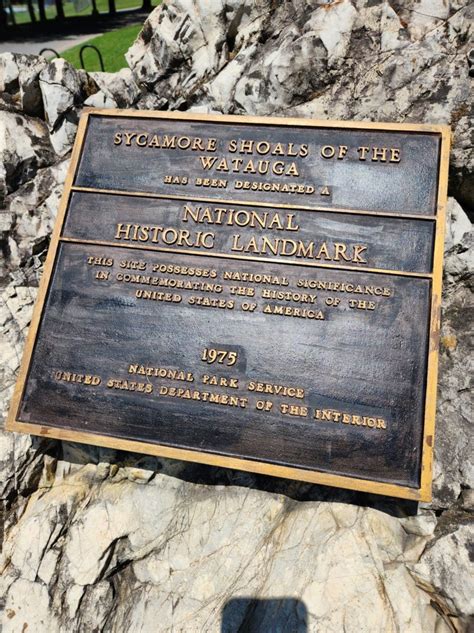 SYCAMORE SHOALS OF THE
WATAUGA
HAS BEEN DESIGNATED A
NATIONAL
HISTORIC LANDMARK
THIS SITE POSSESSES NATIONAL SIGNIFICANCE
IN COMMEMORATING THE HISTORY OF THE
UNITED STATES OF AMERICA
1975
NATIONAL PARK SERVICE
UNITED STATES DEPARTMENT OF THE INTERIOR